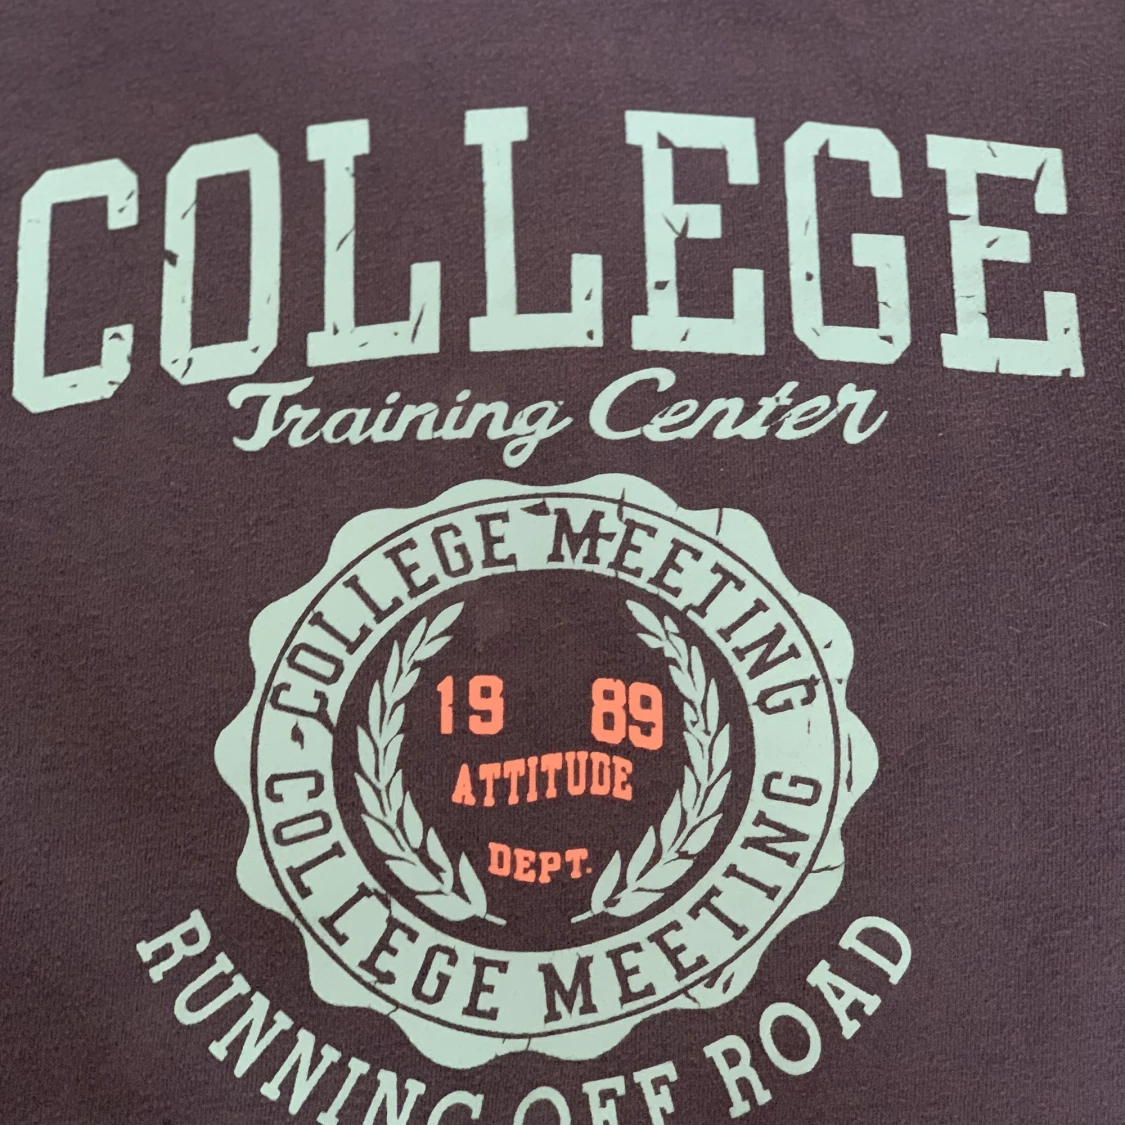 COLLEGE
Training Center
COLLEGE MEETING
19 89
ATTITUDE
DEPT.
COLLEGE MEETING
RUNNING OFF ROAD